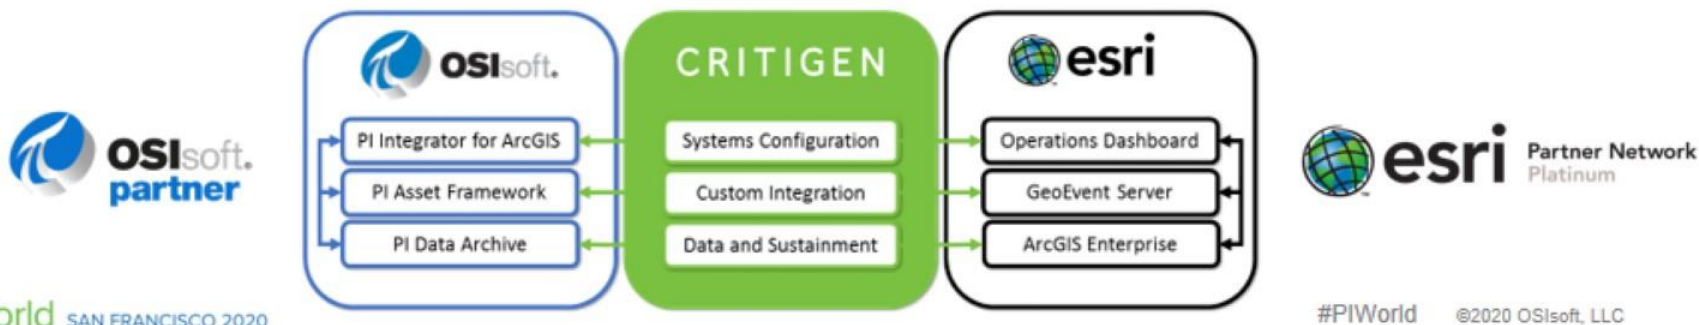 OSIsoft.
partner
OSIsoft.
PI Integrator for ArcGIS
PI Asset Framework
PI Data Archive
CRITIGEN
Systems Configuration
Custom Integration
Data and Sustainment
esri
Operations Dashboard
GeoEvent Server
ArcGIS Enterprise
esri Partner Network
Platinum
SAN FRANCISCO 2020
#PIWorld ©2020 OSIsoft, LLC